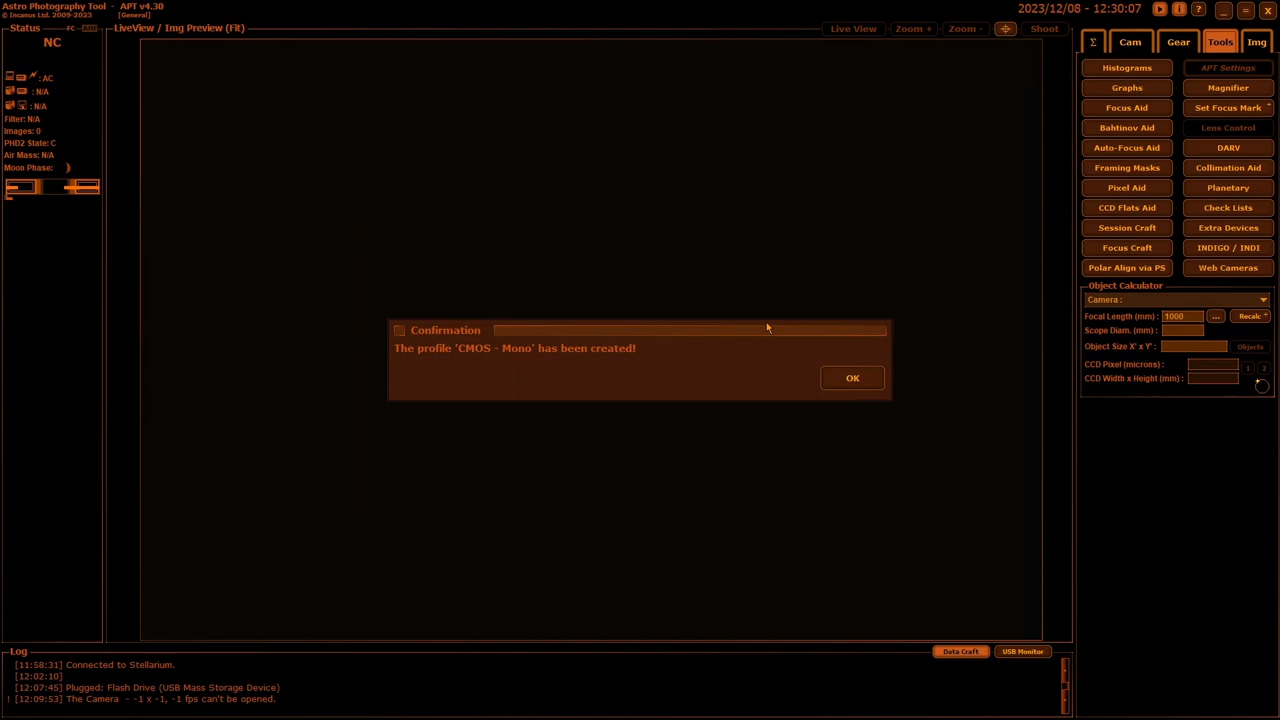 Astro Photography Tool - APT v4.30
© Incanus Ltd. 2009-2023 [General]
2023/12/08 - 12:30:07
i ? _ = X
Status FC
NC
: AC
: N/A
: N/A
Filter: N/A
Images: 0
PHD2 State: C
Air Mass: N/A
Moon Phase:
LiveView / Img Preview (Fit)
Live View Zoom + Zoom - Shoot
Σ Cam Gear Tools Img
Histograms APT Settings
Graphs Magnifier
Focus Aid Set Focus Mark +
Bahtinov Aid Lens Control
Auto-Focus Aid DARV
Framing Masks Collimation Aid
Pixel Aid Planetary
CCD Flats Aid Check Lists
Session Craft Extra Devices
Focus Craft INDIGO / INDI
Polar Align via PS Web Cameras
Object Calculator
Camera :
Focal Length (mm) : 1000 ... Recalc +
Scope Diam. (mm) :
Object Size X' x Y' : Objects
CCD Pixel (microns) :
CCD Width x Height (mm) : 1 2
Confirmation
The profile 'CMOS - Mono' has been created!
OK
Log
Data Craft USB Monitor
[11:58:31] Connected to Stellarium.
[12:02:10]
[12:07:45] Plugged: Flash Drive (USB Mass Storage Device)
! [12:09:53] The Camera - -1 x -1, -1 fps can't be opened.